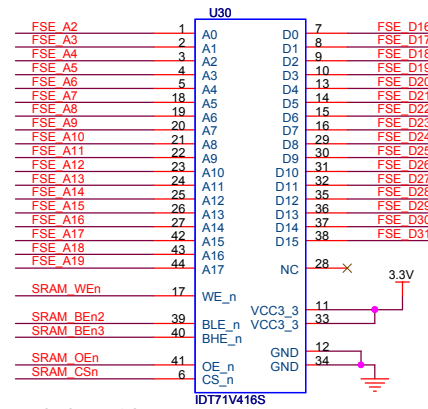 U30
FSE_A2 1 A0 D0 7 FSE_D16
FSE_A3 2 A1 D1 8 FSE_D17
FSE_A4 3 A2 D2 9 FSE_D18
FSE_A5 4 A3 D3 10 FSE_D19
FSE_A6 5 A4 D4 13 FSE_D20
FSE_A7 18 A5 D5 14 FSE_D21
FSE_A8 19 A6 D6 15 FSE_D22
FSE_A9 20 A7 D7 16 FSE_D23
FSE_A10 21 A8 D8 29 FSE_D24
FSE_A11 22 A9 D9 30 FSE_D25
FSE_A12 23 A10 D10 31 FSE_D26
FSE_A13 24 A11 D11 32 FSE_D27
FSE_A14 25 A12 D12 35 FSE_D28
FSE_A15 26 A13 D13 36 FSE_D29
FSE_A16 27 A14 D14 37 FSE_D30
FSE_A17 42 A15 D15 38 FSE_D31
FSE_A18 43 A16
FSE_A19 44 A17 NC 28
3.3V
SRAM_WEn 17 WE_n
VCC3_3 11
SRAM_BEn2 39 BLE_n VCC3_3 33
SRAM_BEn3 40 BHE_n
GND 12
SRAM_OEn 41 OE_n GND 34
SRAM_CSn 6 CS_n
IDT71V416S